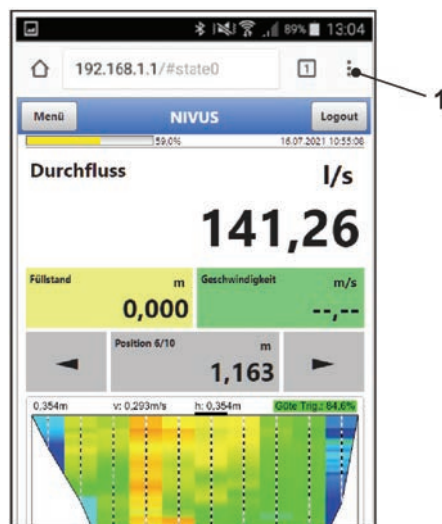 89% 13:04
192.168.1.1/#state0 1
1
Menü NIVUS Logout
59,0% 16.07.2021 10:55:08
Durchfluss l/s
141,26
Füllstand m Geschwindigkeit m/s
0,000 --,--
Position 6/10 m
1,163
0,354m v: 0,293m/s h: 0,354m Güte Trig.: 84,6%